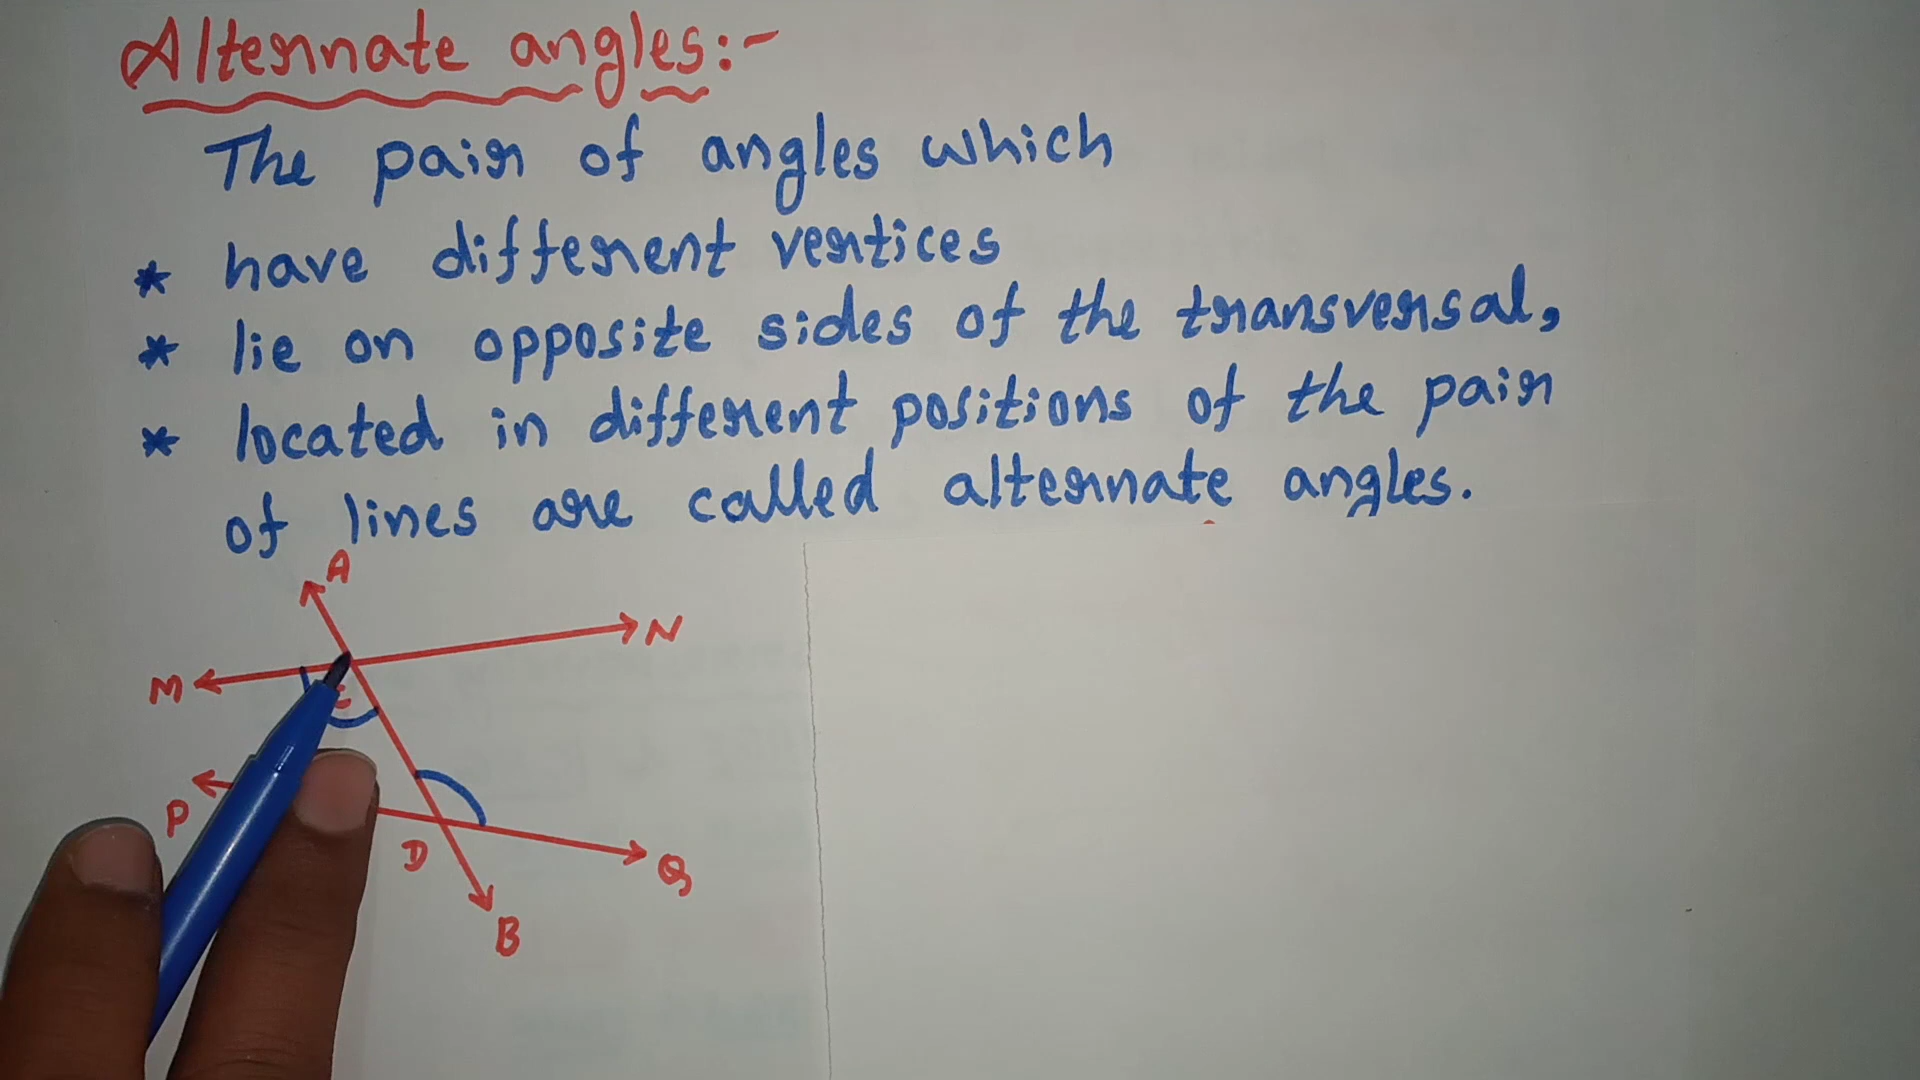 Alternate angles:-
The pair of angles which
* have different vertices
* lie on opposite sides of the transversal,
* located in different positions of the pair
of lines are called alternate angles.
A
N
M
P
D
Q
B